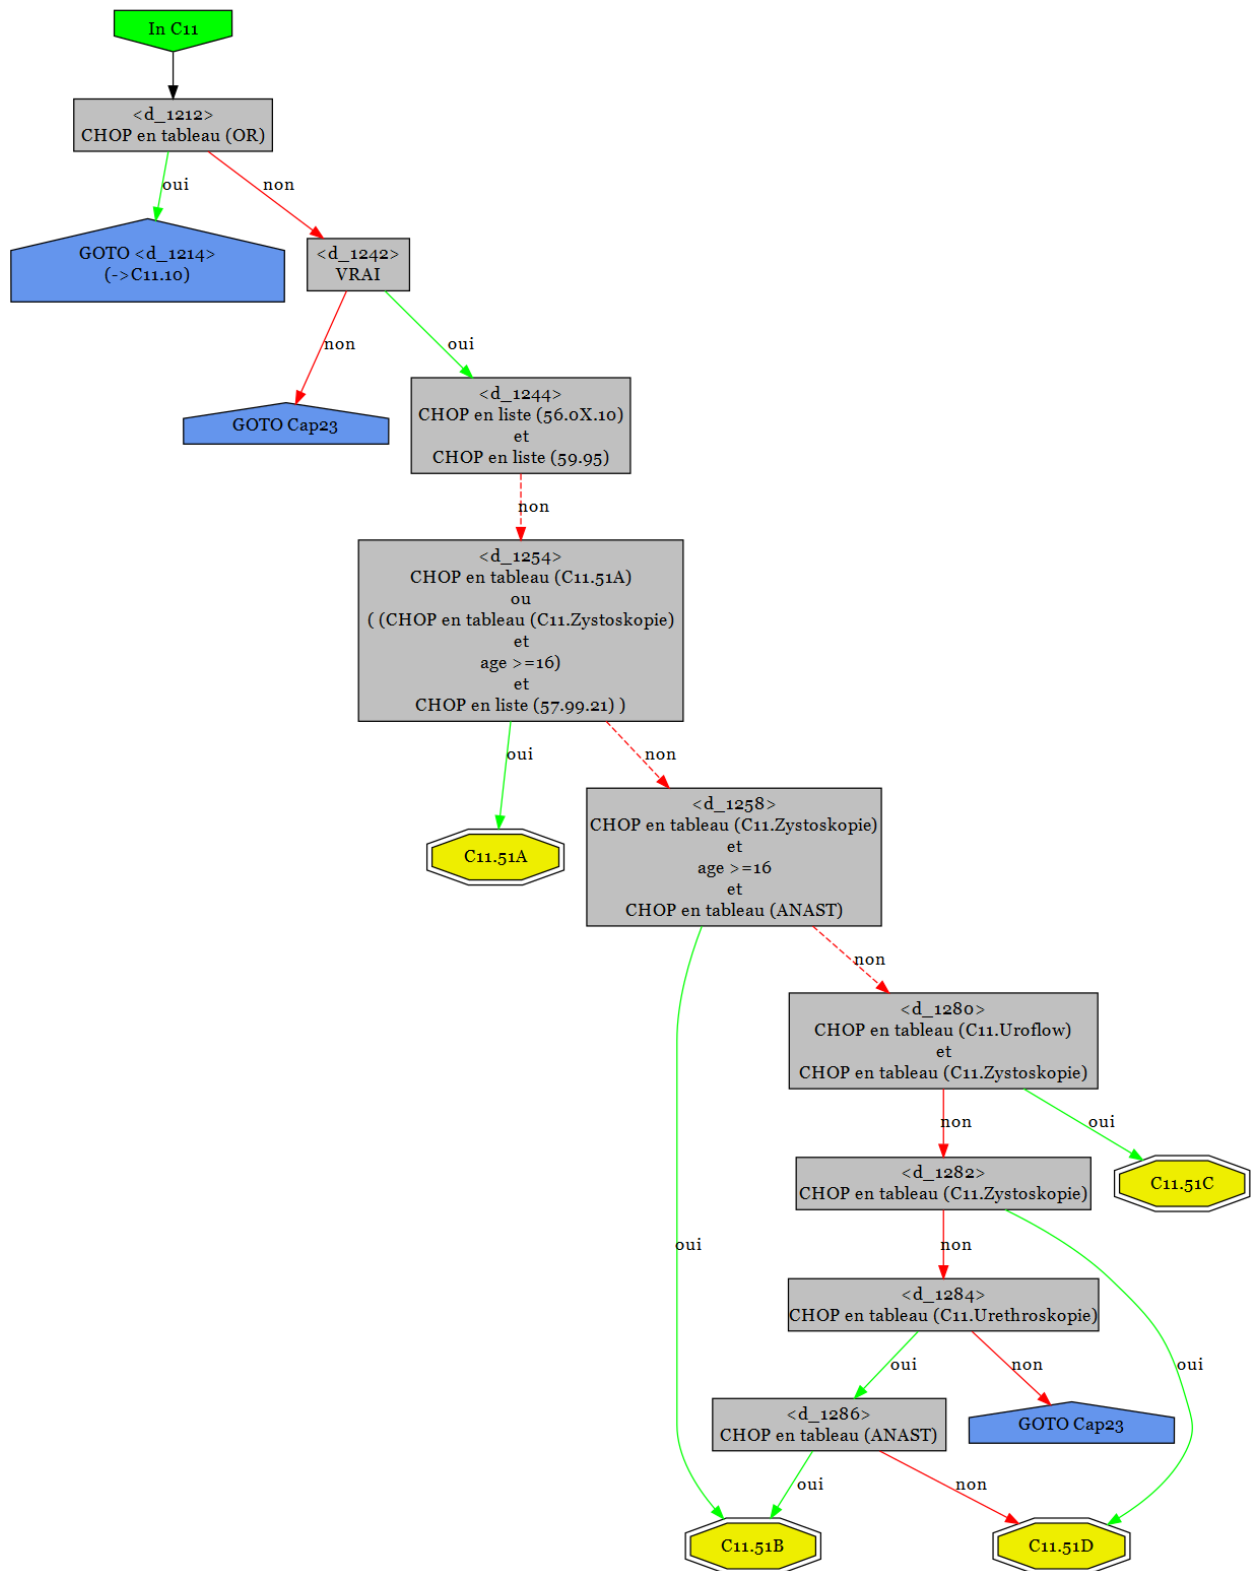 In C11
<d_1212>
CHOP en tableau (OR)
oui
non
GOTO <d_1214>
(->C11.10)
<d_1242>
VRAI
non
oui
GOTO Cap23
<d_1244>
CHOP en liste (56.0X.10)
et
CHOP en liste (59.95)
non
<d_1254>
CHOP en tableau (C11.51A)
ou
( (CHOP en tableau (C11.Zystoskopie)
et
age >=16)
et
CHOP en liste (57.99.21) )
oui
non
C11.51A
<d_1258>
CHOP en tableau (C11.Zystoskopie)
et
age >=16
et
CHOP en tableau (ANAST)
oui
non
<d_1280>
CHOP en tableau (C11.Uroflow)
et
CHOP en tableau (C11.Zystoskopie)
non
oui
C11.51C
<d_1282>
CHOP en tableau (C11.Zystoskopie)
non
oui
<d_1284>
CHOP en tableau (C11.Urethroskopie)
oui
non
<d_1286>
CHOP en tableau (ANAST)
GOTO Cap23
oui
non
C11.51B
C11.51D